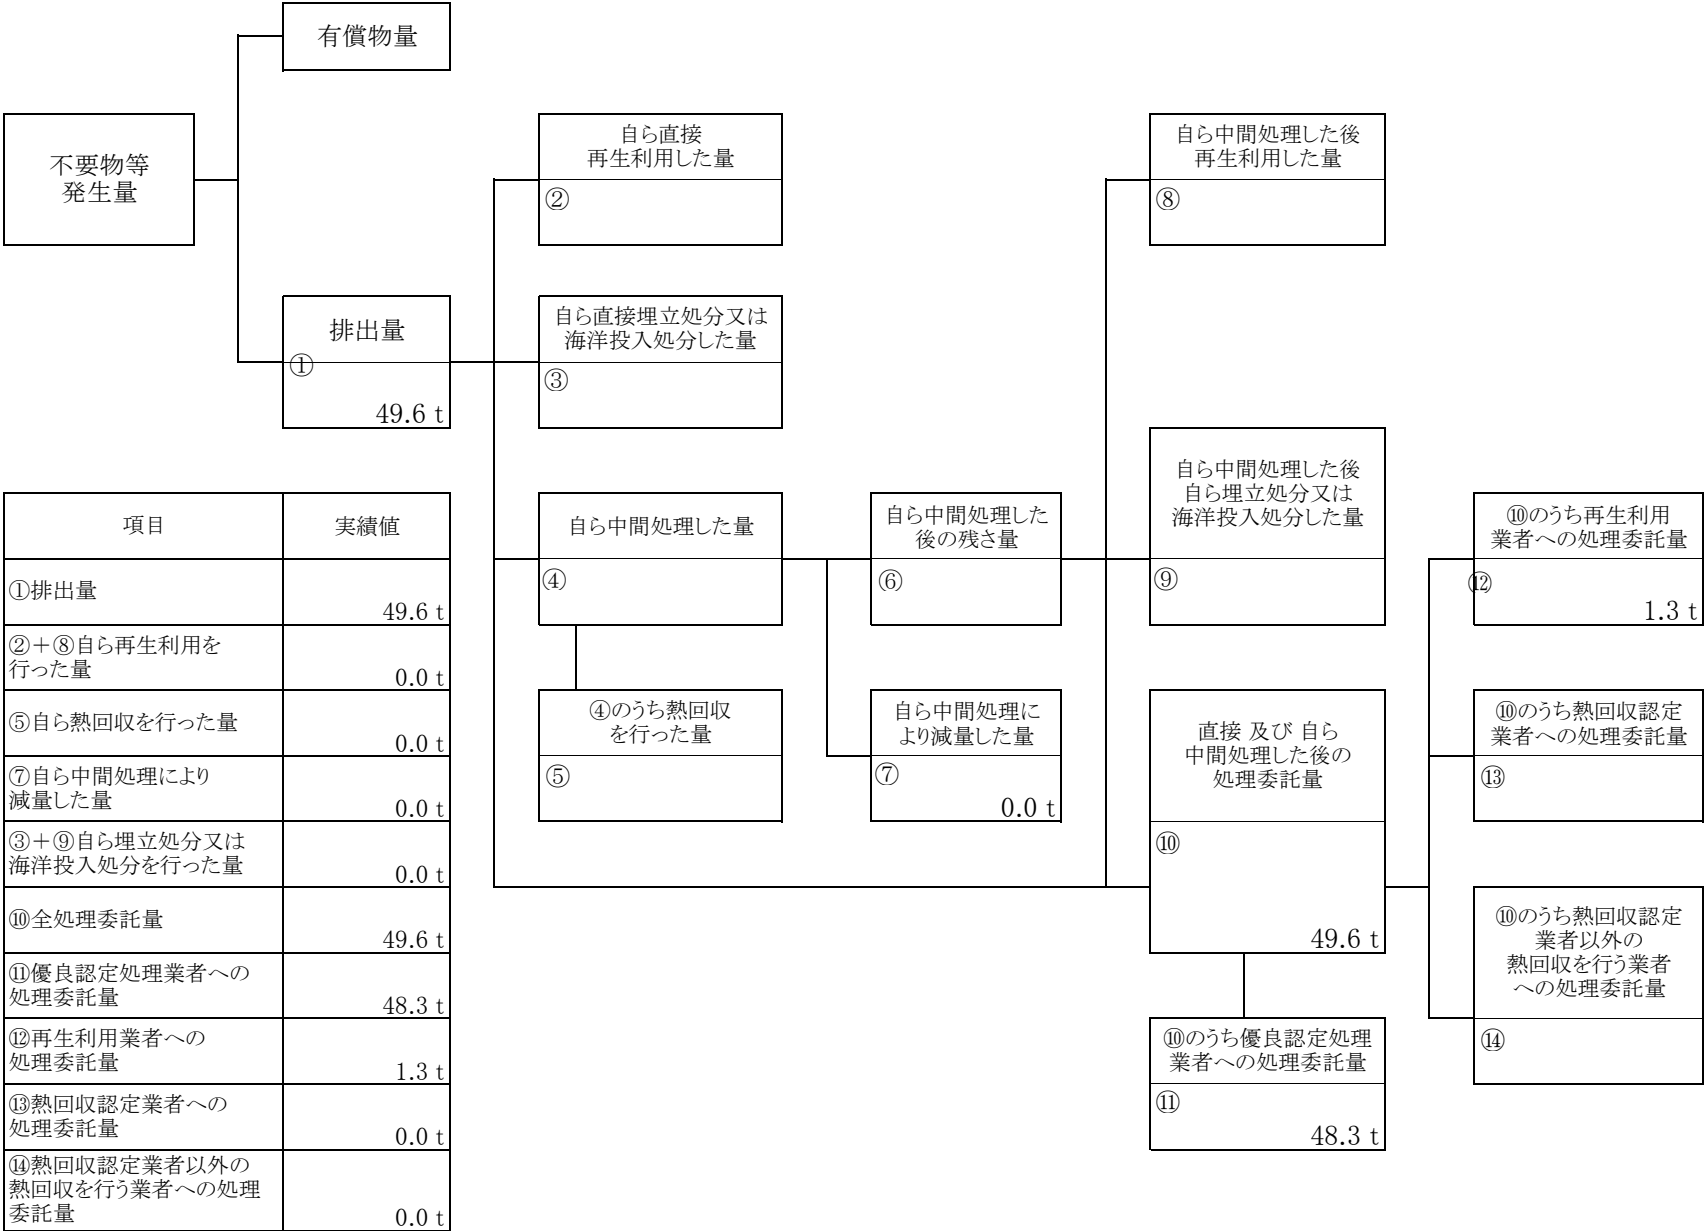 有償物量
不要物等
発生量
自ら直接
再生利用した量
②
自ら中間処理した後
再生利用した量
⑧
排出量
①
49.6 t
自ら直接埋立処分又は
海洋投入処分した量
③
自ら中間処理した量
④
自ら中間処理した
後の残さ量
⑥
自ら中間処理した後
自ら埋立処分又は
海洋投入処分した量
⑨
⑩のうち再生利用
業者への処理委託量
⑫
1.3 t
④のうち熱回収
を行った量
⑤
自ら中間処理に
より減量した量
⑦
0.0 t
直接 及び 自ら
中間処理した後の
処理委託量
⑩
49.6 t
⑩のうち熱回収認定
業者への処理委託量
⑬
⑩のうち熱回収認定
業者以外の
熱回収を行う業者
への処理委託量
⑭
⑩のうち優良認定処理
業者への処理委託量
⑪
48.3 t
項目 実績値
①排出量
49.6 t
②＋⑧自ら再生利用を
行った量
0.0 t
⑤自ら熱回収を行った量
0.0 t
⑦自ら中間処理により
減量した量
0.0 t
③＋⑨自ら埋立処分又は
海洋投入処分を行った量
0.0 t
⑩全処理委託量
49.6 t
⑪優良認定処理業者への
処理委託量
48.3 t
⑫再生利用業者への
処理委託量
1.3 t
⑬熱回収認定業者への
処理委託量
0.0 t
⑭熱回収認定業者以外の
熱回収を行う業者への処理
委託量
0.0 t